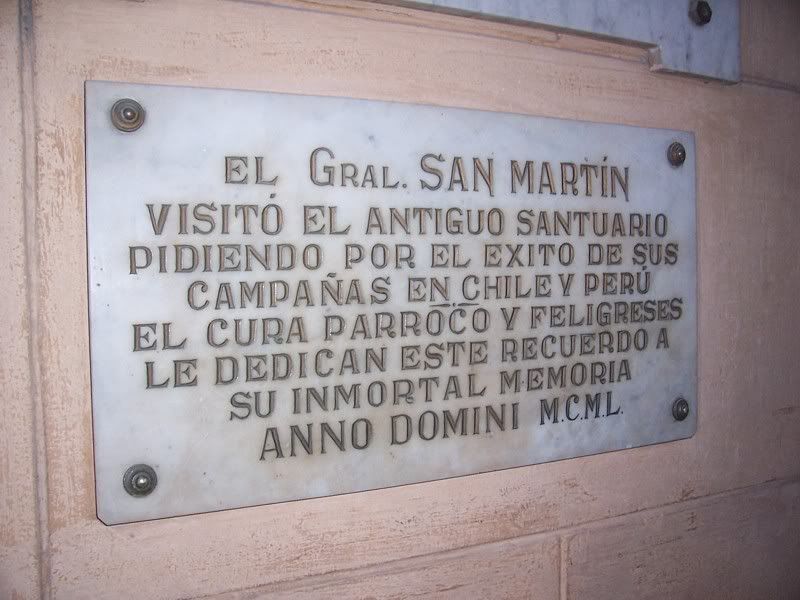 EL GRAL. SAN MARTÍN
VISITÓ EL ANTIGUO SANTUARIO
PIDIENDO POR EL EXITO DE SUS
CAMPAÑAS EN CHILE Y PERÚ
EL CURA PARROCO Y FELIGRESES
LE DEDICAN ESTE RECUERDO A
SU INMORTAL MEMORIA
ANNO DOMINI M.C.M.L.